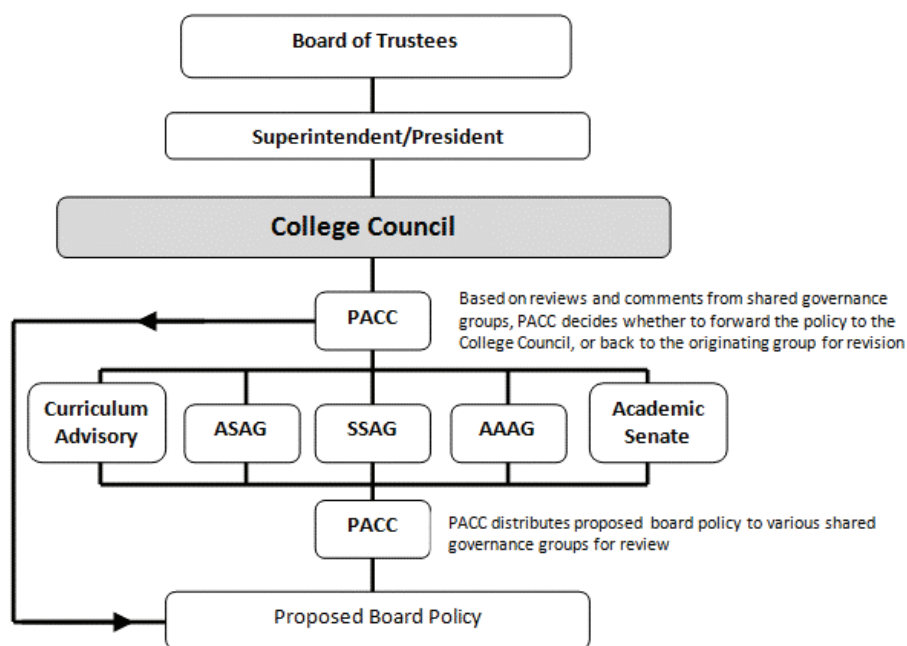 Board of Trustees
Superintendent/President
College Council
PACC
Based on reviews and comments from shared governance
groups, PACC decides whether to forward the policy to the
College Council, or back to the originating group for revision
Curriculum
Advisory
ASAG
SSAG
AAAG
Academic
Senate
PACC
PACC distributes proposed board policy to various shared
governance groups for review
Proposed Board Policy